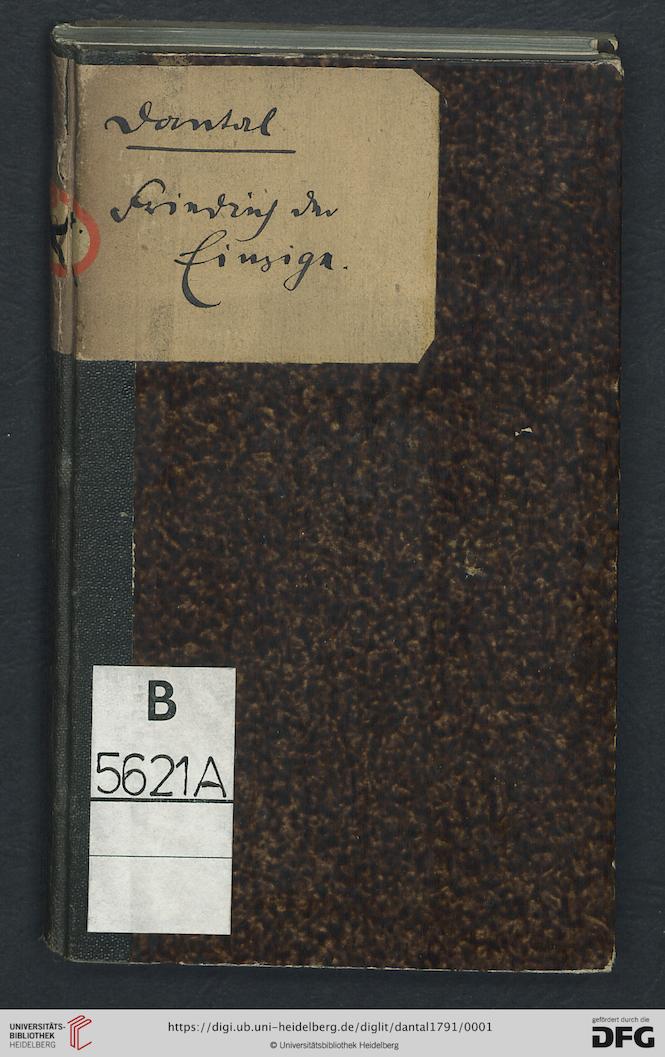 Dantal
Friedrich der
Einzige.
B
5621A
UNIVERSITÄTS-
BIBLIOTHEK
HEIDELBERG
https://digi.ub.uni-heidelberg.de/diglit/dantal1791/0001
© Universitätsbibliothek Heidelberg
gefördert durch die
DFG